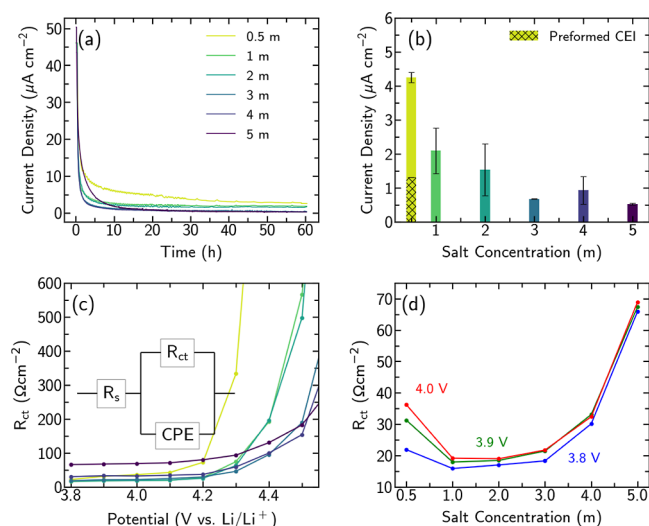 (a)
0.5 m
1 m
2 m
3 m
4 m
5 m
50
40
30
20
10
0
0 10 20 30 40 50 60
Time (h)
Current Density (μA cm⁻²)
(b)
Preformed CEI
6
5
4
3
2
1
0
1 2 3 4 5
Salt Concentration (m)
Current Density (μA cm⁻²)
(c)
R_ct
R_s
CPE
600
500
400
300
200
100
0
3.8 4.0 4.2 4.4
Potential (V vs. Li/Li⁺)
R_ct (Ωcm⁻²)
(d)
4.0 V
3.9 V
3.8 V
80
70
60
50
40
30
20
10
0.5 1.0 2.0 3.0 4.0 5.0
Salt Concentration (m)
R_ct (Ωcm⁻²)